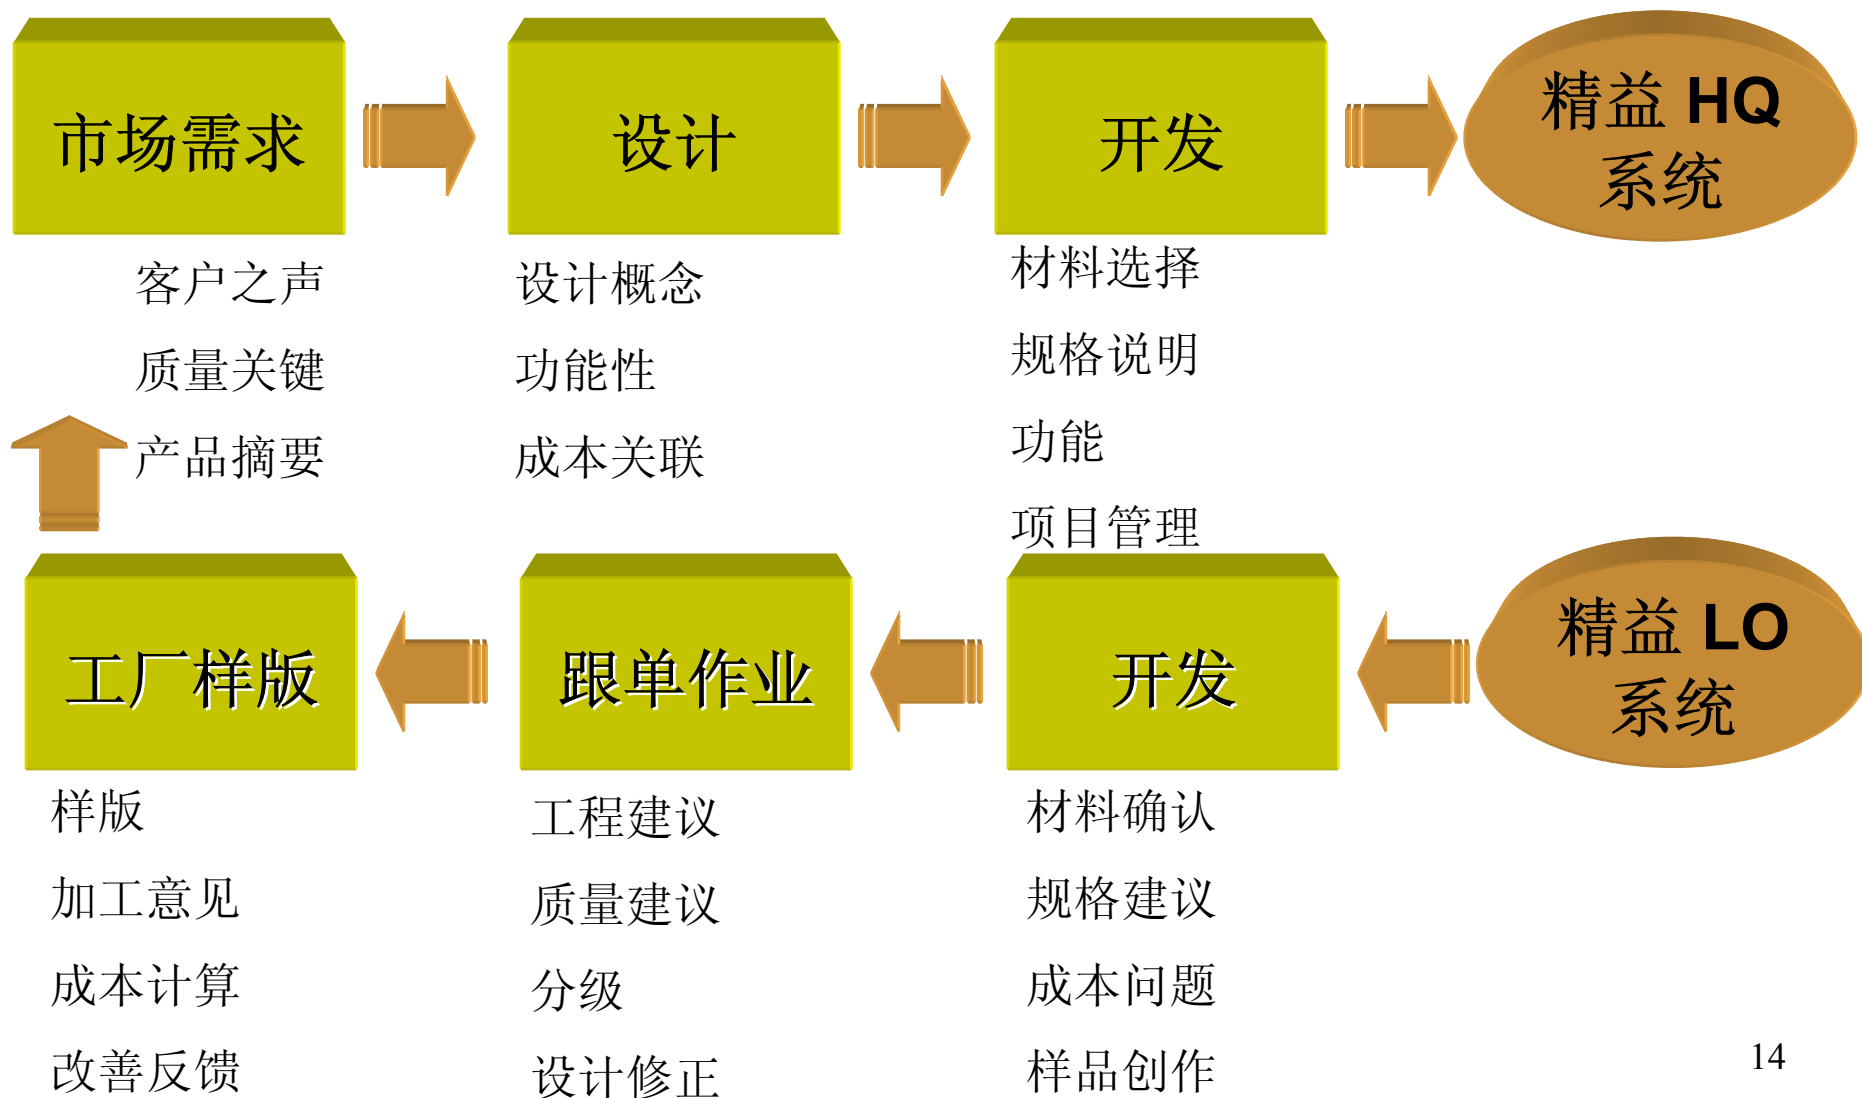 市场需求
设计
开发
精益 HQ
系统
客户之声
质量关键
产品摘要
设计概念
功能性
成本关联
材料选择
规格说明
功能
项目管理
工厂样版
跟单作业
开发
精益 LO
系统
样版
加工意见
成本计算
改善反馈
工程建议
质量建议
分级
设计修正
材料确认
规格建议
成本问题
样品创作
14